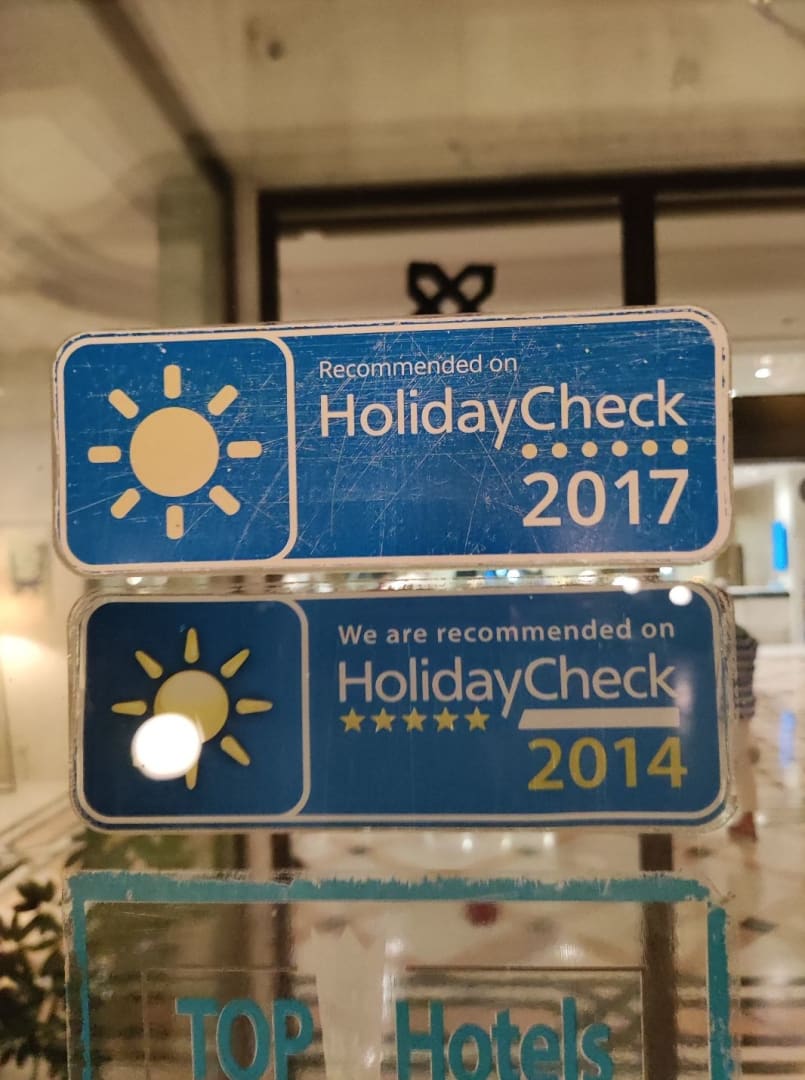 Recommended on
HolidayCheck
2017
We are recommended on
HolidayCheck
2014
TOP Hotels